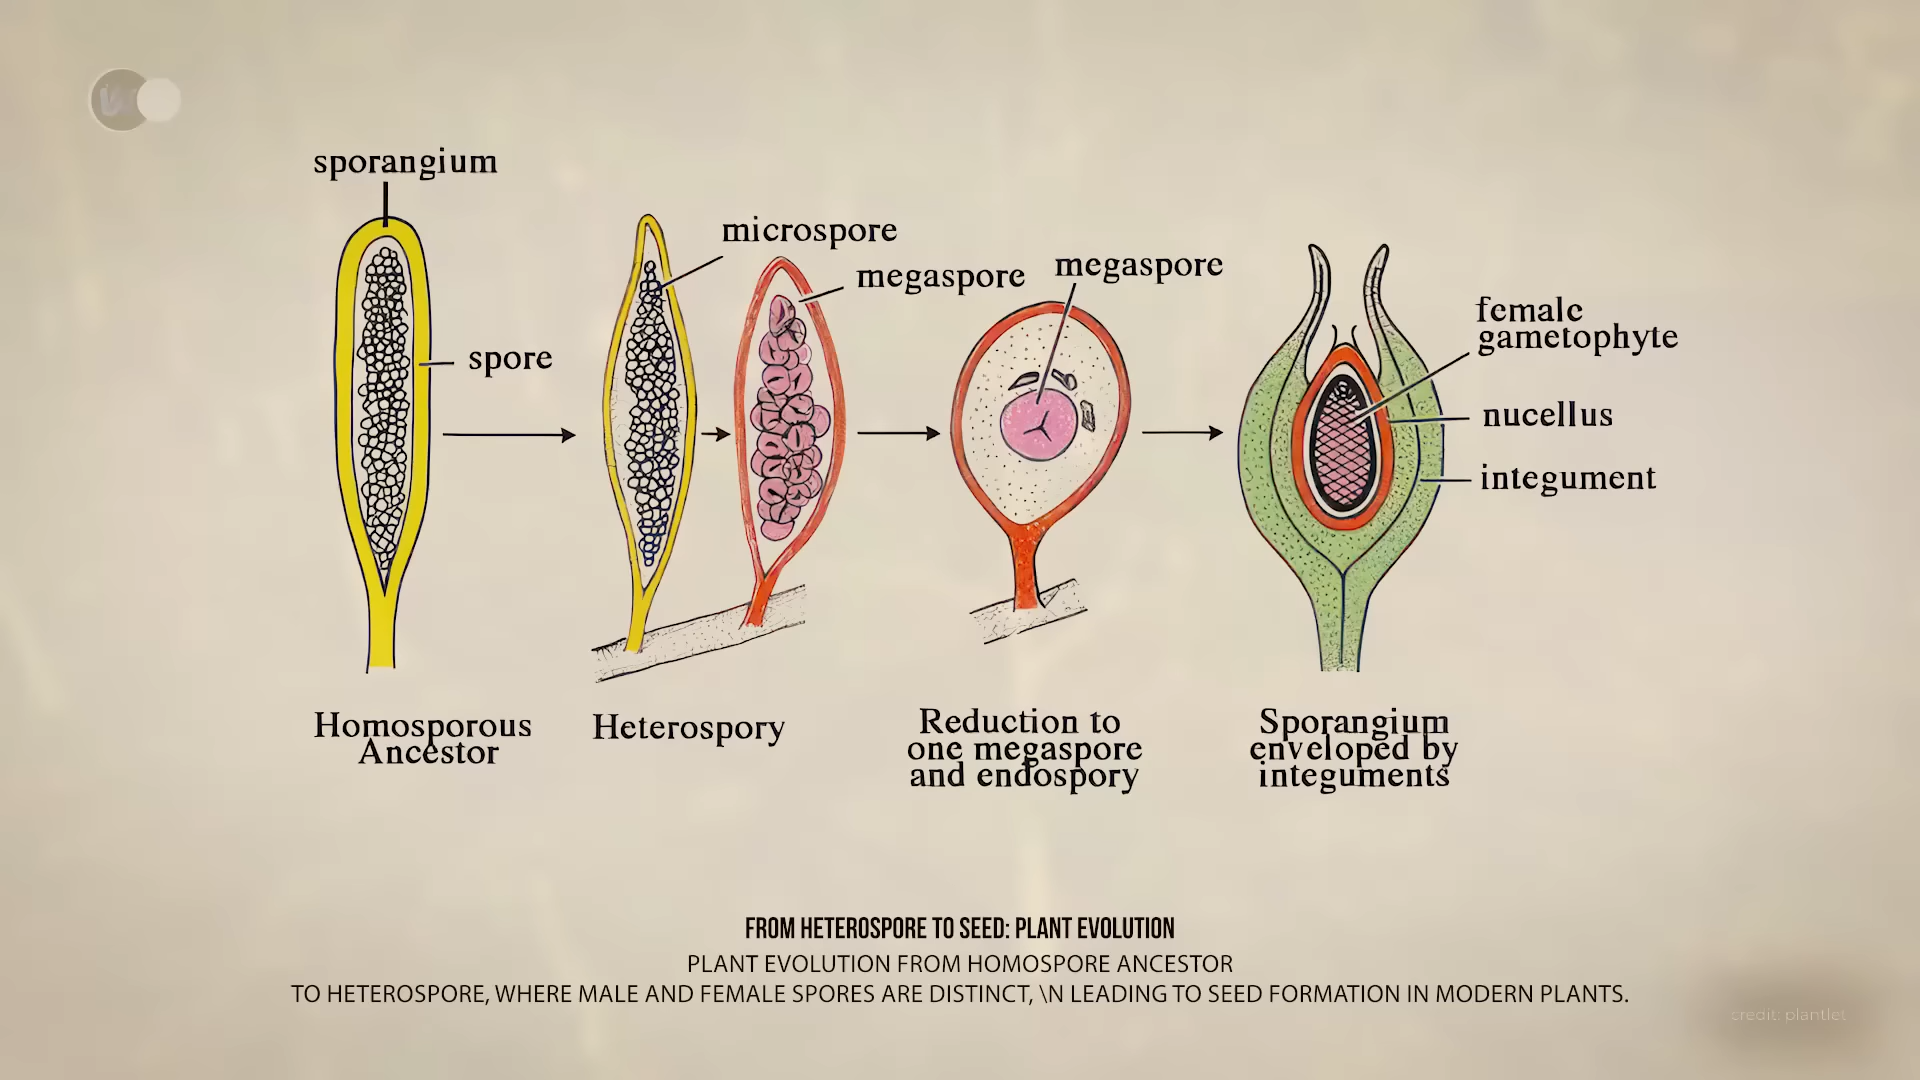 sporangium
spore
Homosporous
Ancestor
microspore
megaspore
Heterospory
megaspore
Reduction to
one megaspore
and endospory
female
gametophyte
nucellus
integument
Sporangium
enveloped by
integuments
FROM HETEROSPORE TO SEED: PLANT EVOLUTION
PLANT EVOLUTION FROM HOMOSPORE ANCESTOR
TO HETEROSPORE, WHERE MALE AND FEMALE SPORES ARE DISTINCT, \N LEADING TO SEED FORMATION IN MODERN PLANTS.
credit: plantlet